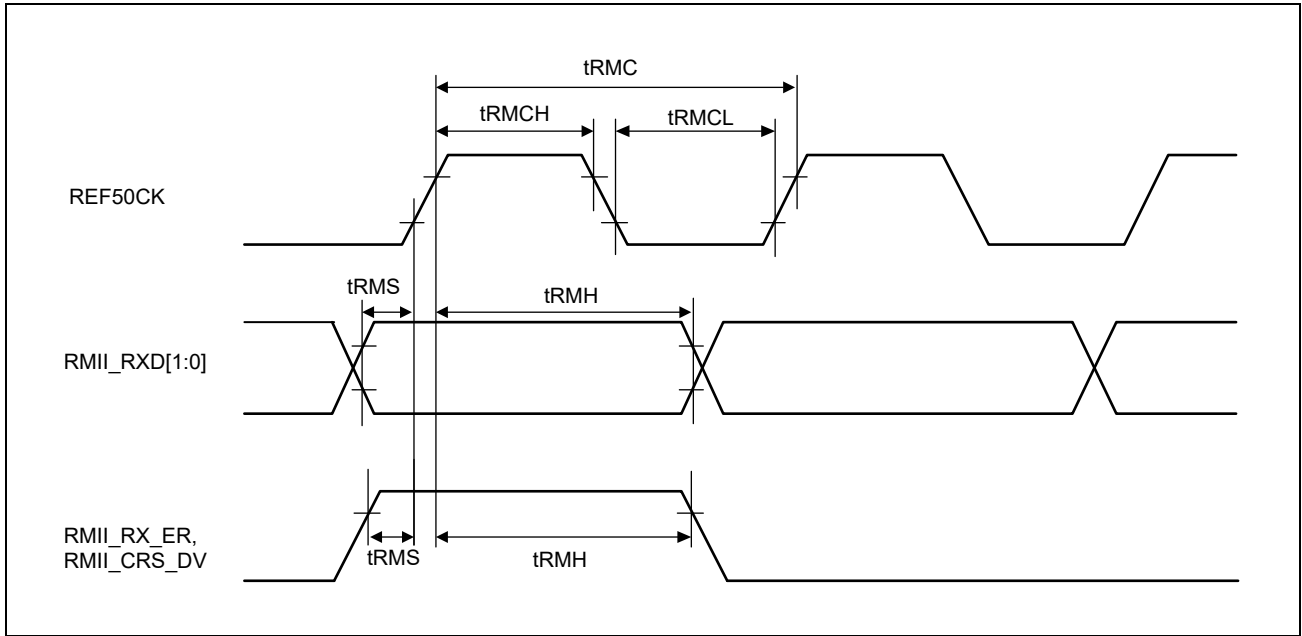 tRMC
tRMCH
tRMCL
REF50CK
tRMS
tRMH
RMII_RXD[1:0]
RMII_RX_ER,
RMII_CRS_DV
tRMS
tRMH